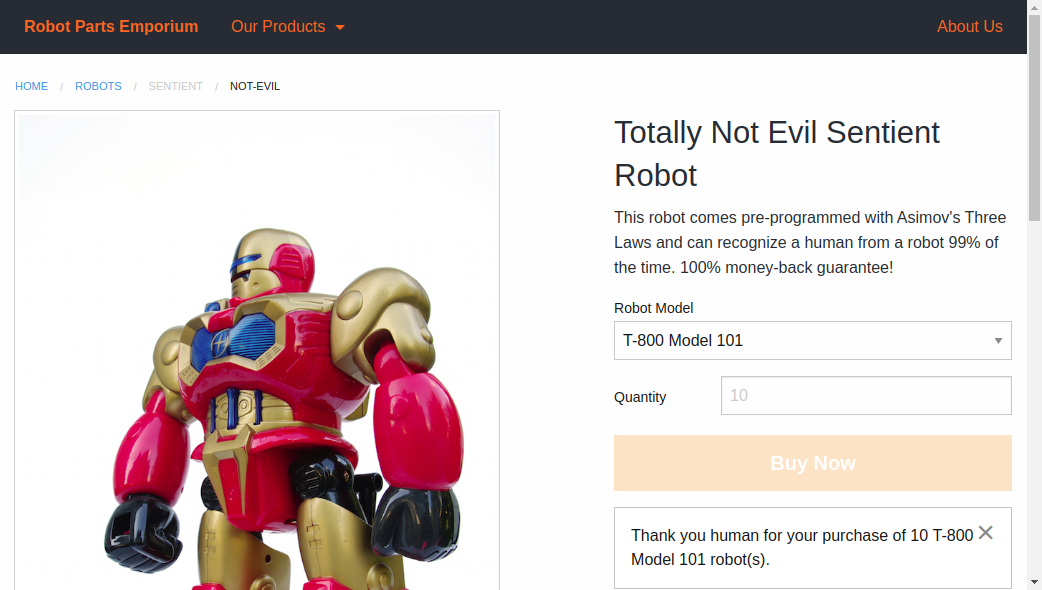 Robot Parts Emporium Our Products About Us
HOME / ROBOTS / SENTIENT / NOT-EVIL
Totally Not Evil Sentient
Robot
This robot comes pre-programmed with Asimov's Three
Laws and can recognize a human from a robot 99% of
the time. 100% money-back guarantee!
Robot Model
T-800 Model 101
Quantity 10
Buy Now
Thank you human for your purchase of 10 T-800
Model 101 robot(s).